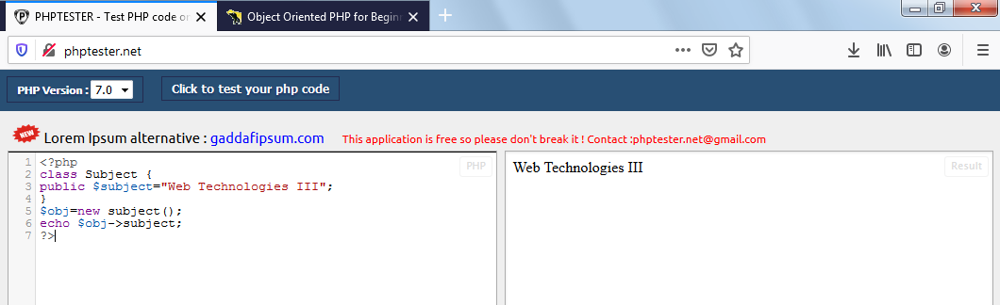 PHPTESTER - Test PHP code or
Object Oriented PHP for Beginn
phptester.net
PHP Version : 7.0
Click to test your php code
NEW
Lorem Ipsum alternative : gaddafipsum.com
This application is free so please don't break it ! Contact :phptester.net@gmail.com
PHP
1 <?php
2 class Subject {
3 public $subject="Web Technologies III";
4 }
5 $obj=new subject();
6 echo $obj->subject;
7 ?>
Web Technologies III
Result